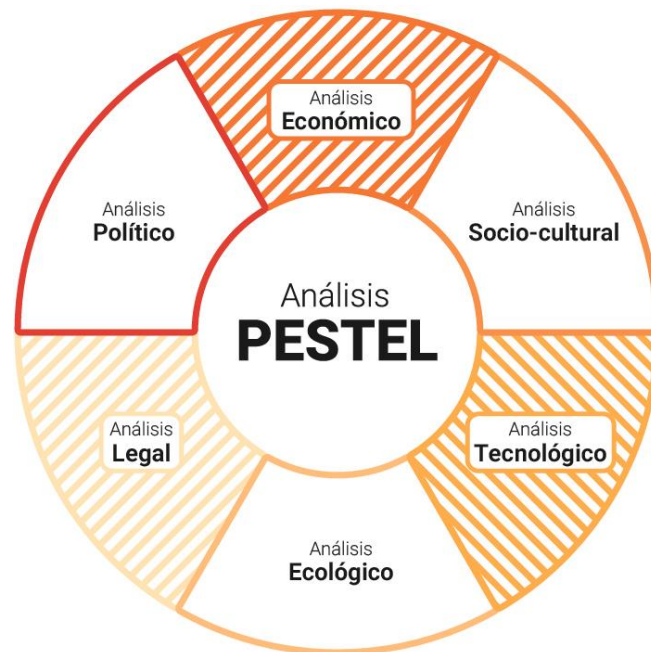 Análisis
Económico
Análisis
Político
Análisis
Socio-cultural
Análisis
PESTEL
Análisis
Legal
Análisis
Tecnológico
Análisis
Ecológico